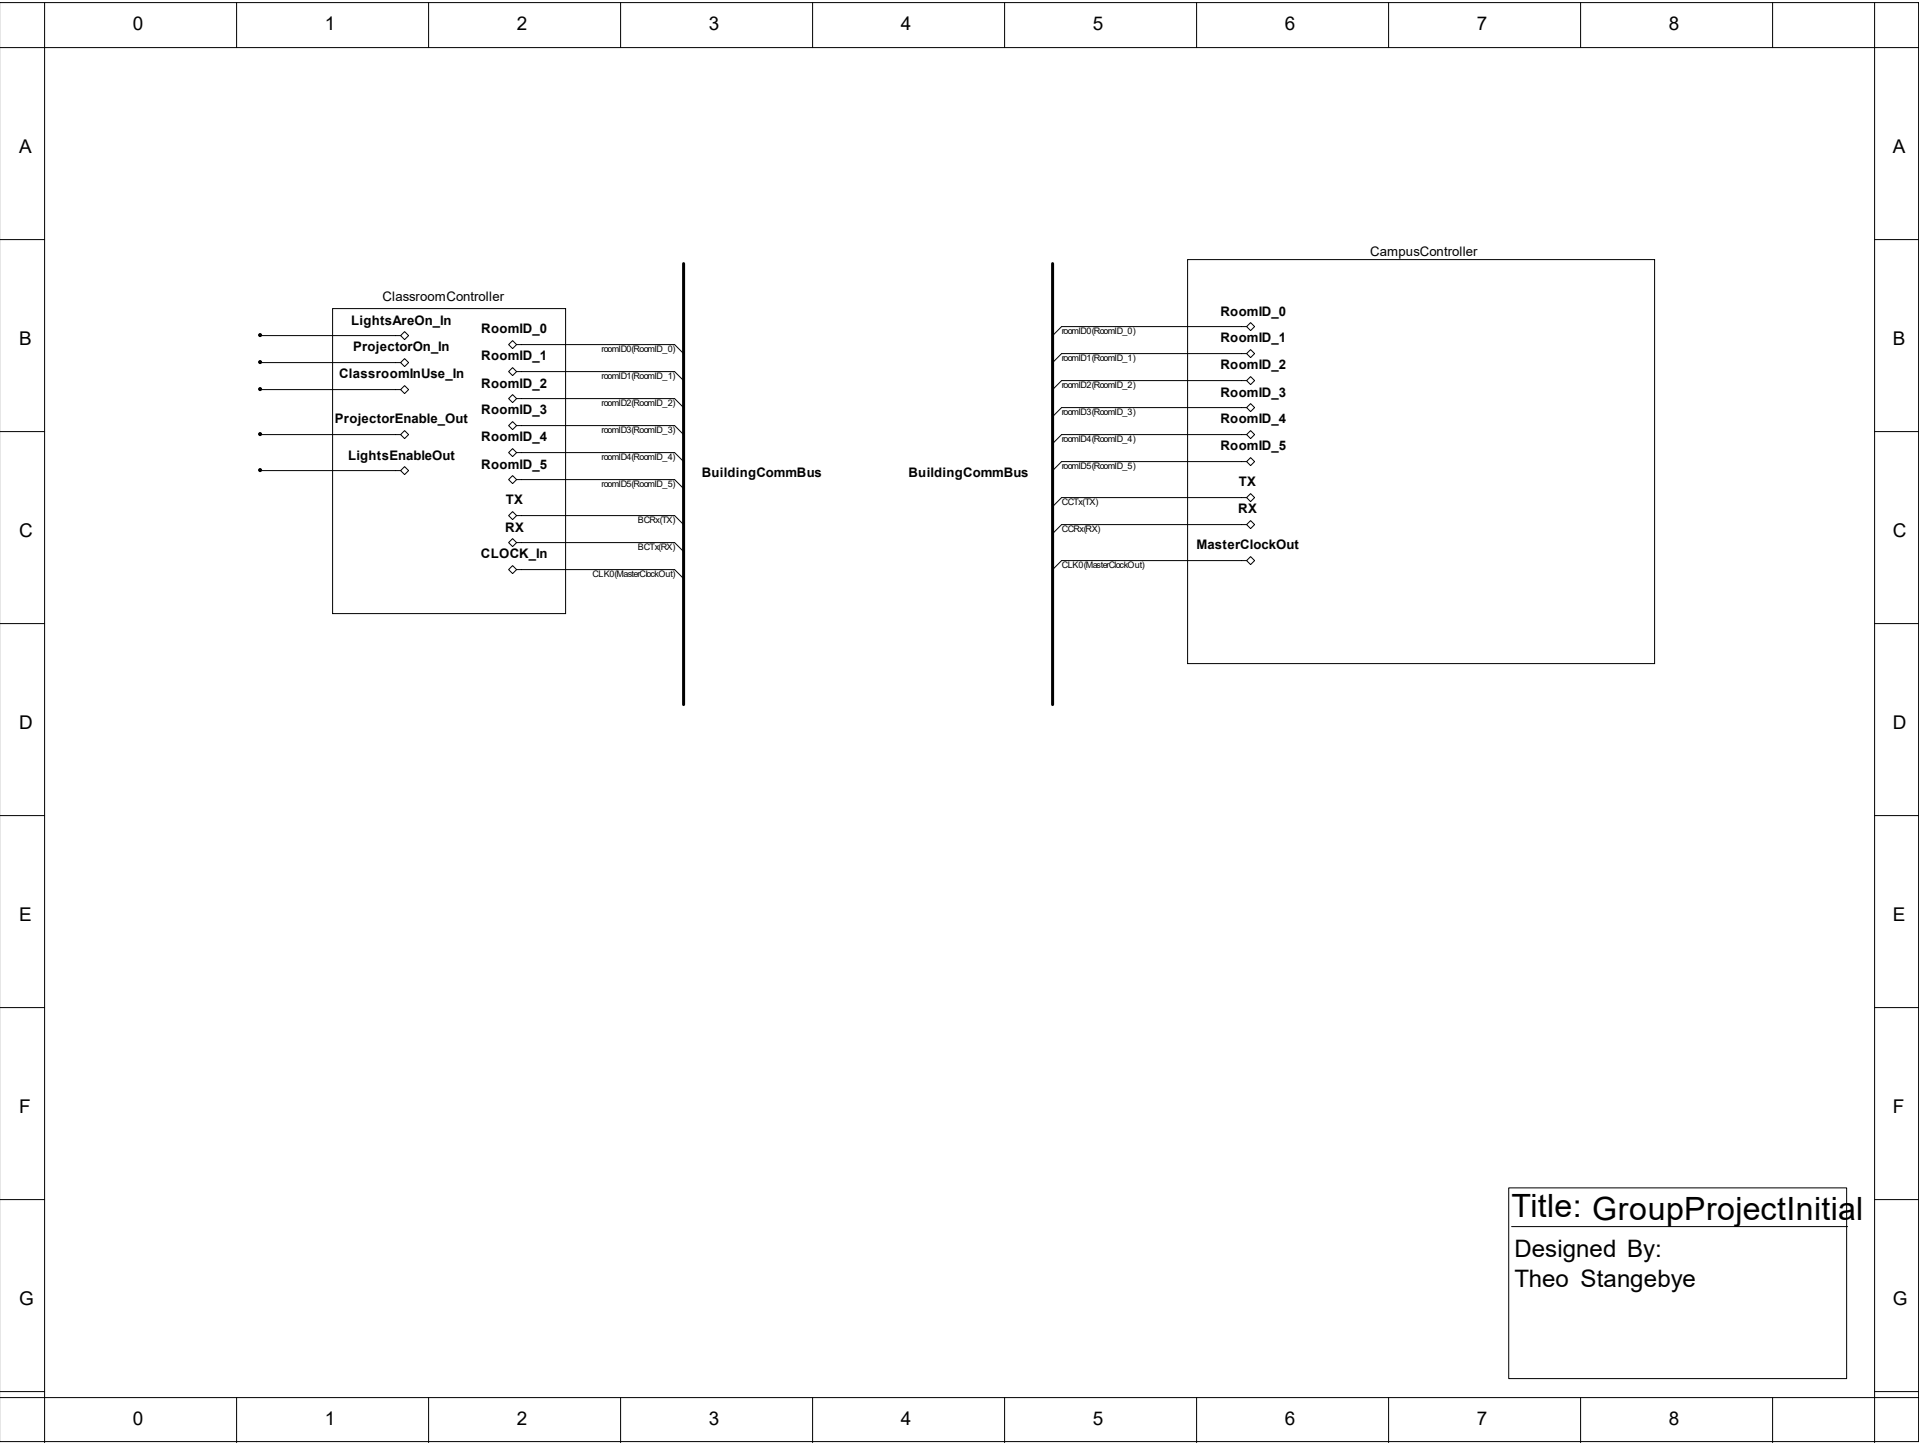 0 1 2 3 4 5 6 7 8
A A
CampusController
ClassroomController
LightsAreOn_In
ProjectorOn_In
ClassroomInUse_In
ProjectorEnable_Out
LightsEnableOut
RoomID_0
RoomID_1
RoomID_2
RoomID_3
RoomID_4
RoomID_5
TX
RX
CLOCK_In
roomID0(RoomID_0)
roomID1(RoomID_1)
roomID2(RoomID_2)
roomID3(RoomID_3)
roomID4(RoomID_4)
roomID5(RoomID_5)
BCRx(TX)
BCTx(RX)
CLK0(MasterClockOut)
BuildingCommBus
BuildingCommBus
roomID0(RoomID_0)
roomID1(RoomID_1)
roomID2(RoomID_2)
roomID3(RoomID_3)
roomID4(RoomID_4)
roomID5(RoomID_5)
CCTx(TX)
CCRx(RX)
CLK0(MasterClockOut)
RoomID_0
RoomID_1
RoomID_2
RoomID_3
RoomID_4
RoomID_5
TX
RX
MasterClockOut
B B
C C
D D
E E
F F
G G
Title: GroupProjectInitial
Designed By:
Theo Stangebye
0 1 2 3 4 5 6 7 8